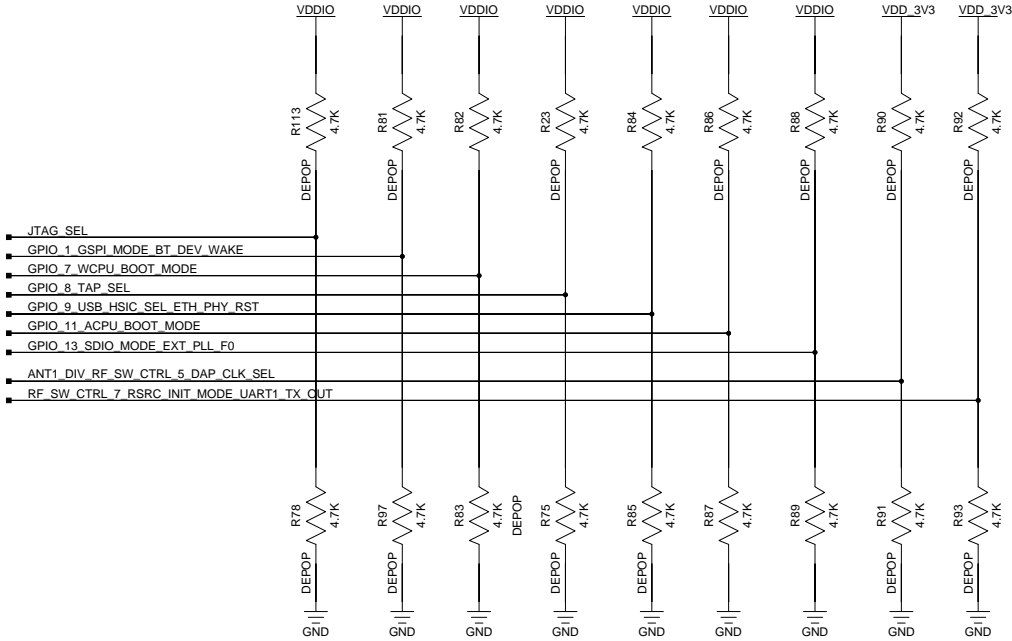 VDDIO VDDIO VDDIO VDDIO VDDIO VDDIO VDDIO VDD_3V3 VDD_3V3
R113 4.7K R81 4.7K R82 4.7K R23 4.7K R84 4.7K R86 4.7K R88 4.7K R90 4.7K R92 4.7K
DEPOP DEPOP DEPOP DEPOP DEPOP
JTAG_SEL
GPIO_1_GSPI_MODE_BT_DEV_WAKE
GPIO_7_WCPU_BOOT_MODE
GPIO_8_TAP_SEL
GPIO_9_USB_HSIC_SEL_ETH_PHY_RST
GPIO_11_ACPU_BOOT_MODE
GPIO_13_SDIO_MODE_EXT_PLL_F0
ANT1_DIV_RF_SW_CTRL_5_DAP_CLK_SEL
RF_SW_CTRL_7_RSRC_INIT_MODE_UART1_TX_OUT
R78 4.7K R97 4.7K R83 4.7K DEPOP R75 4.7K R85 4.7K R87 4.7K R89 4.7K R91 4.7K R93 4.7K
DEPOP DEPOP DEPOP DEPOP DEPOP DEPOP
GND GND GND GND GND GND GND GND GND